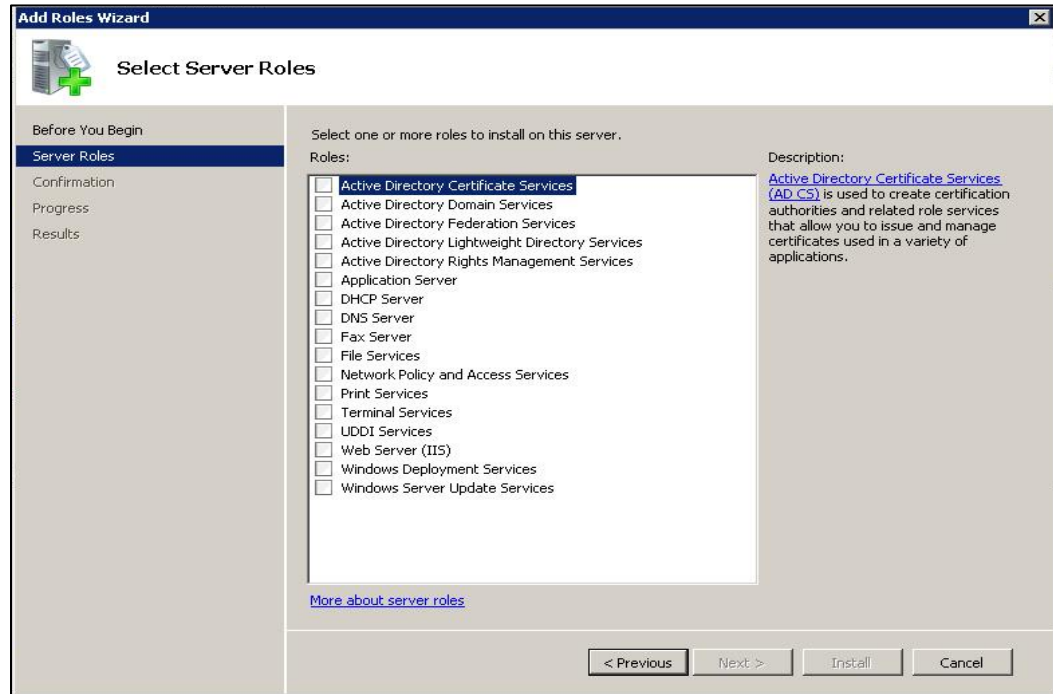 Add Roles Wizard
Select Server Roles
Before You Begin
Server Roles
Confirmation
Progress
Results
Select one or more roles to install on this server.
Roles:
Active Directory Certificate Services
Active Directory Domain Services
Active Directory Federation Services
Active Directory Lightweight Directory Services
Active Directory Rights Management Services
Application Server
DHCP Server
DNS Server
Fax Server
File Services
Network Policy and Access Services
Print Services
Terminal Services
UDDI Services
Web Server (IIS)
Windows Deployment Services
Windows Server Update Services
More about server roles
Description:
Active Directory Certificate Services
(AD CS) is used to create certification
authorities and related role services
that allow you to issue and manage
certificates used in a variety of
applications.
< Previous
Next >
Install
Cancel